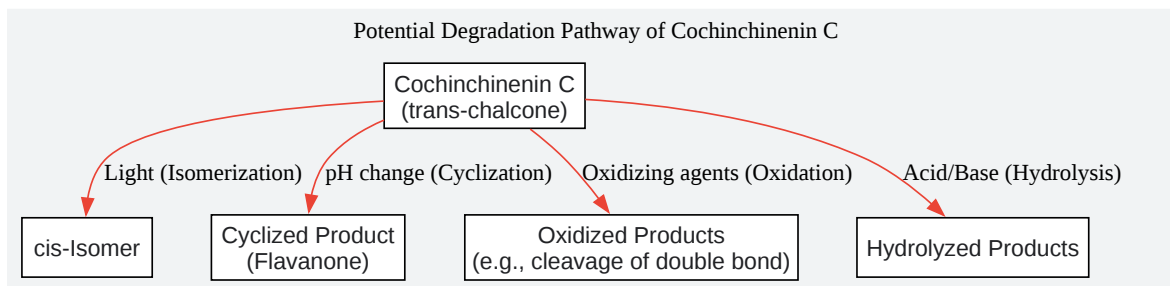 Potential Degradation Pathway of Cochinchinenin C
Cochinchinenin C
(trans-chalcone)
Light (Isomerization)
pH change (Cyclization)
Oxidizing agents (Oxidation)
Acid/Base (Hydrolysis)
cis-Isomer
Cyclized Product
(Flavanone)
Oxidized Products
(e.g., cleavage of double bond)
Hydrolyzed Products